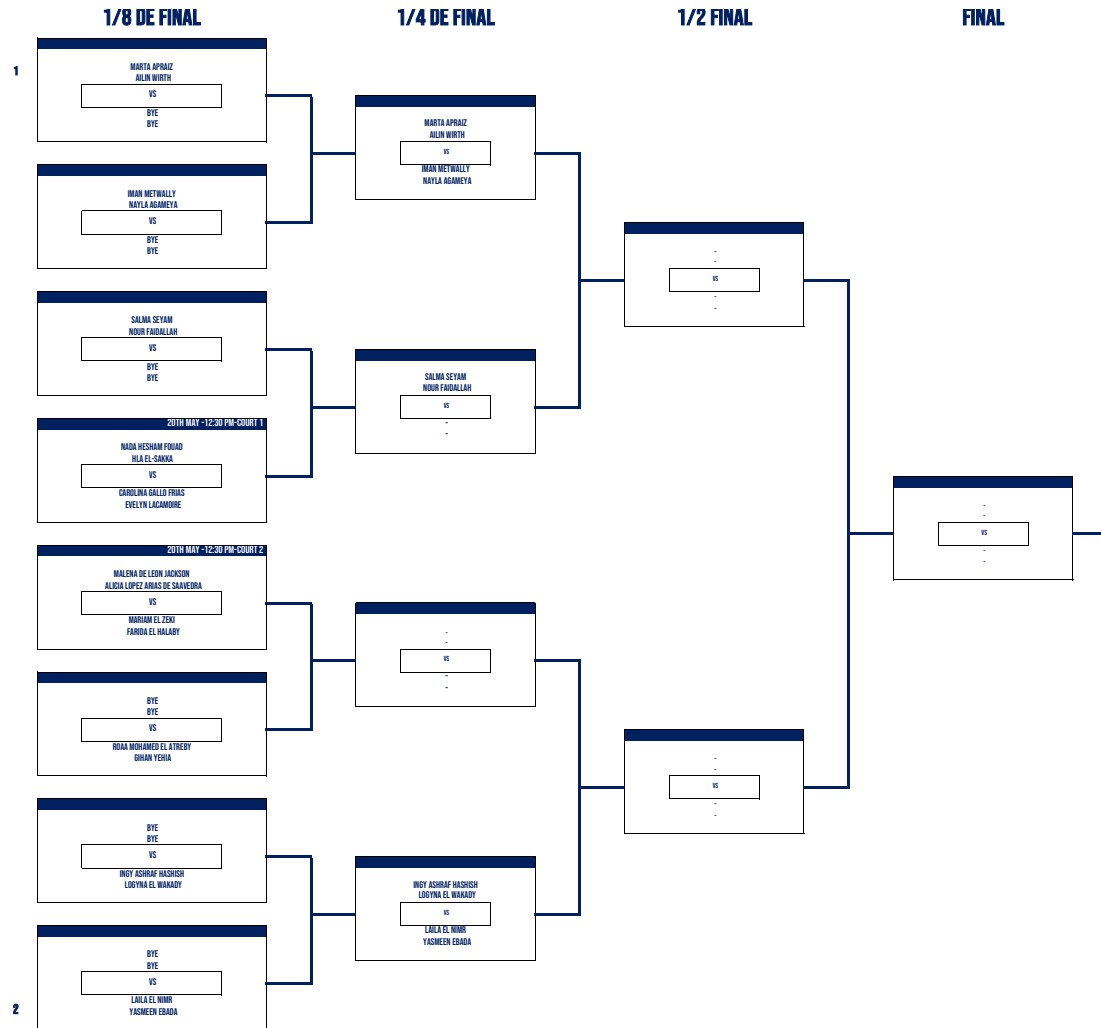 1/8 DE FINAL
1/4 DE FINAL
1/2 FINAL
FINAL
1
MARTA APRAIZ
AILIN WIRTH
VS
BYE
BYE
IMAN METWALLY
NAYLA AGAMEYA
VS
BYE
BYE
SALMA SEYAM
NOUR FAIDALLAH
VS
BYE
BYE
20TH MAY -12:30 PM-COURT 1
NADA HESHAM FOUAD
HLA EL-SAKKA
VS
CAROLINA GALLO FRIAS
EVELYN LACAMOIRE
20TH MAY -12:30 PM-COURT 2
MALENA DE LEON JACKSON
ALICIA LOPEZ ARIAS DE SAAVEDRA
VS
MARIAM EL ZEKI
FARIDA EL HALABY
BYE
BYE
VS
ROAA MOHAMED EL ATREBY
GIHAN YEHIA
BYE
BYE
VS
INGY ASHRAF HASHISH
LOGYNA EL WAKADY
BYE
BYE
VS
LAILA EL NIMR
YASMEEN EBADA
2
MARTA APRAIZ
AILIN WIRTH
VS
IMAN METWALLY
NAYLA AGAMEYA
SALMA SEYAM
NOUR FAIDALLAH
VS
-
-
-
-
VS
-
-
INGY ASHRAF HASHISH
LOGYNA EL WAKADY
VS
LAILA EL NIMR
YASMEEN EBADA
-
-
VS
-
-
-
-
VS
-
-
-
-
VS
-
-